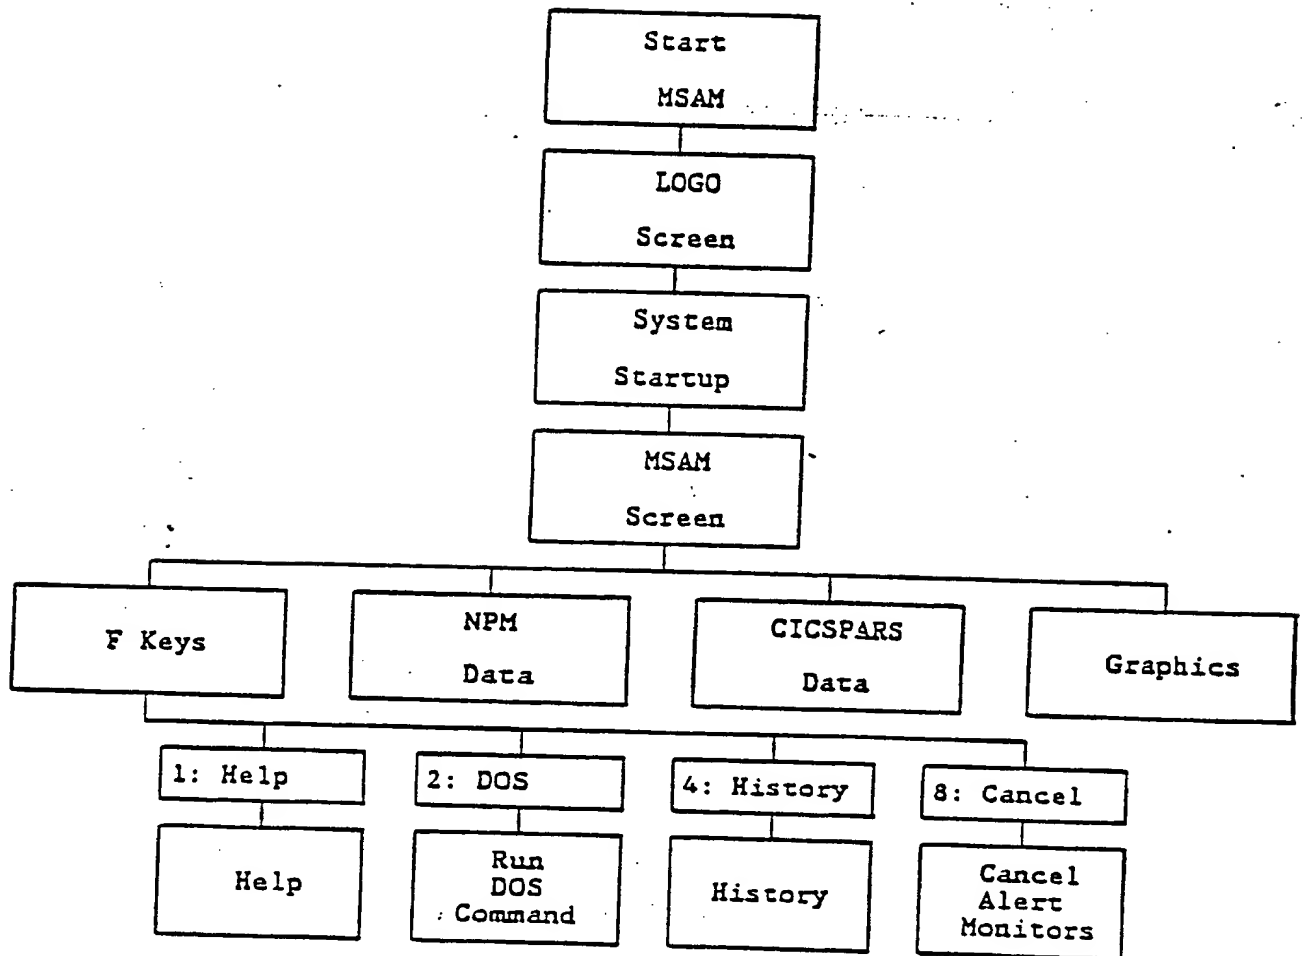 Start
MSAM
LOGO
Screen
System
Startup
MSAM
Screen
F Keys
NPM
Data
CICSPARS
Data
Graphics
1: Help
2: DOS
4: History
8: Cancel
Help
Run
DOS
Command
History
Cancel
Alert
Monitors